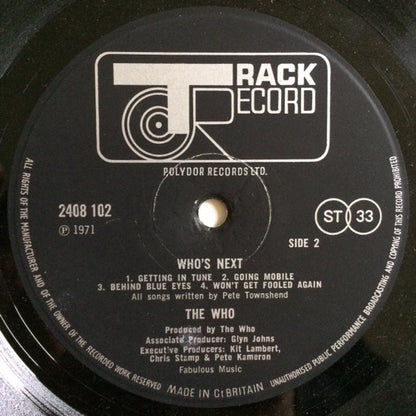 TRACK
RECORD
POLYDOR RECORDS LTD.
2408 102
Ⓟ 1971
ST 33
SIDE 2
WHO'S NEXT
1. GETTING IN TUNE 2. GOING MOBILE
3. BEHIND BLUE EYES 4. WON'T GET FOOLED AGAIN
All songs written by Pete Townshend
THE WHO
Produced by The Who
Associate Producer: Glyn Johns
Executive Producers: Kit Lambert,
Chris Stamp & Pete Kameron
Fabulous Music
MADE IN Gt BRITAIN
ALL RIGHTS OF THE MANUFACTURER AND OF THE OWNER OF THE RECORDED WORK RESERVED
UNAUTHORISED PUBLIC PERFORMANCE BROADCASTING AND COPYING OF THIS RECORD PROHIBITED